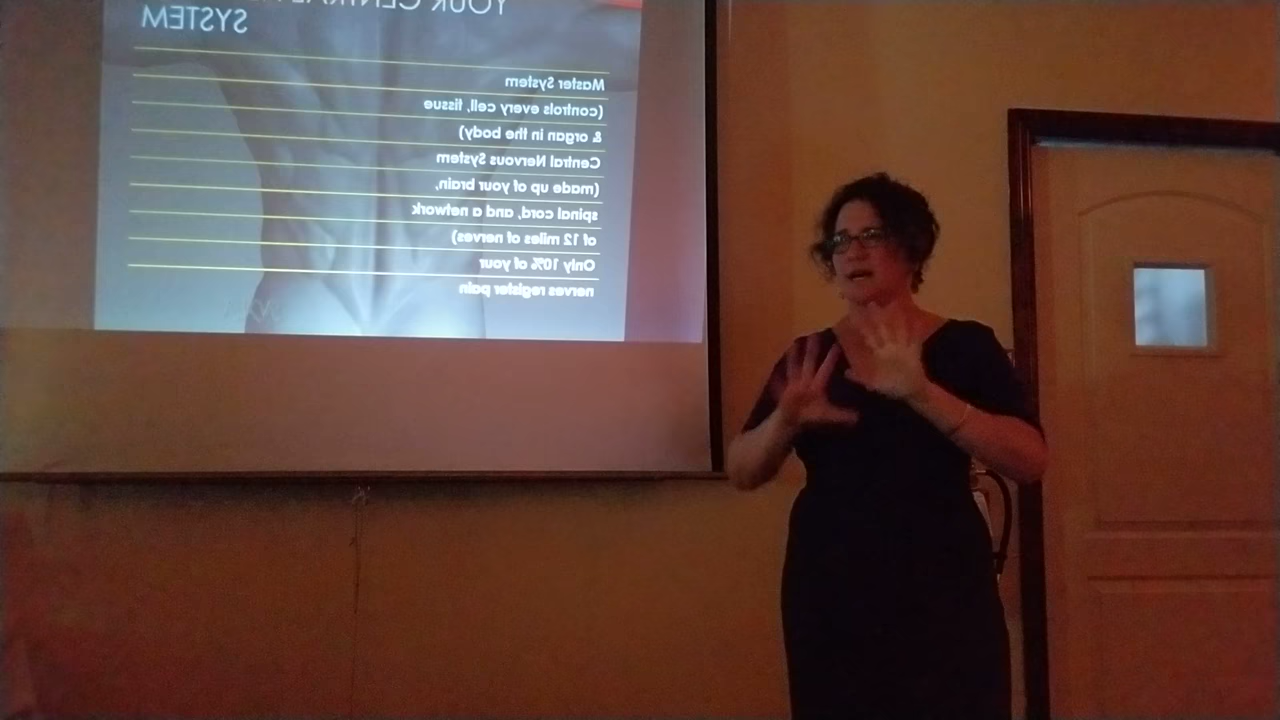 YOUR CENTRAL
SYSTEM
Master System
(controls every cell, tissue
& organ in the body)
Central Nervous System
(made up of your brain,
spinal cord, and a network
of 12 miles of nerves)
Only 10% of your
nerves register pain